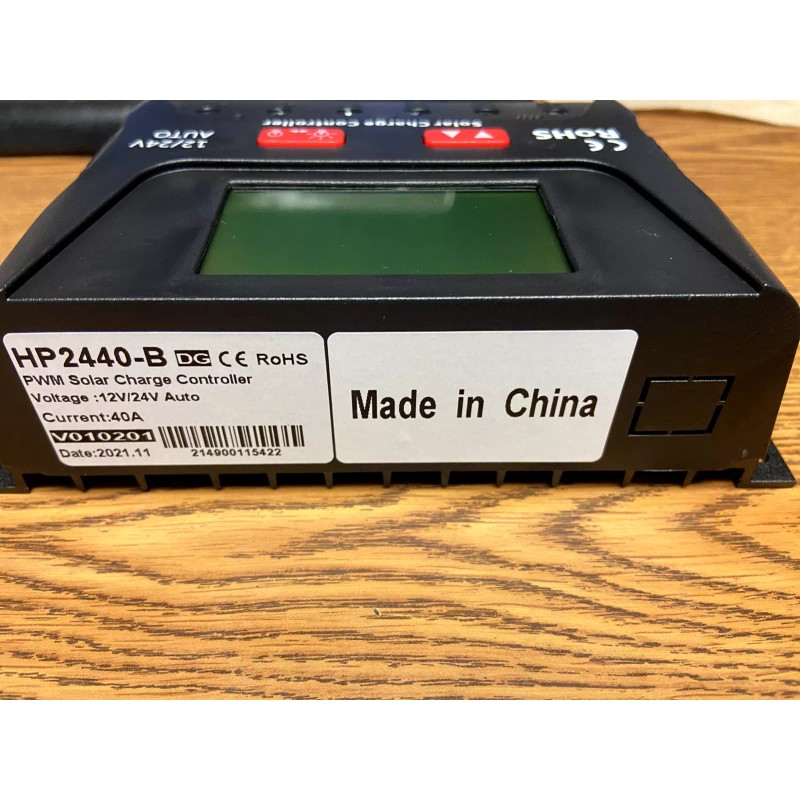 Solar Charge Controller
12/24V
AUTO
CE
RoHS
HP2440-B DG CE RoHS
PWM Solar Charge Controller
Voltage :12V/24V Auto
Current:40A
V010201
Date:2021.11
214900115422
Made in China